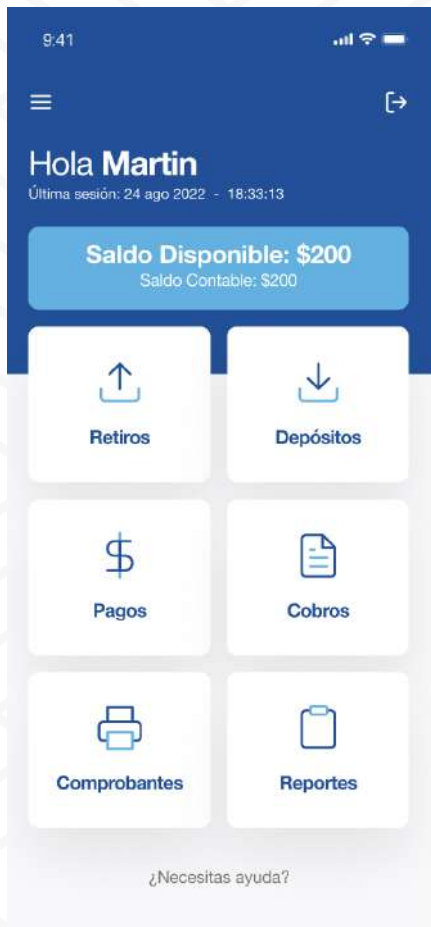 9:41
Hola Martin
Última sesión: 24 ago 2022 - 18:33:13
Saldo Disponible: $200
Saldo Contable: $200
Retiros
Depósitos
Pagos
Cobros
Comprobantes
Reportes
¿Necesitas ayuda?